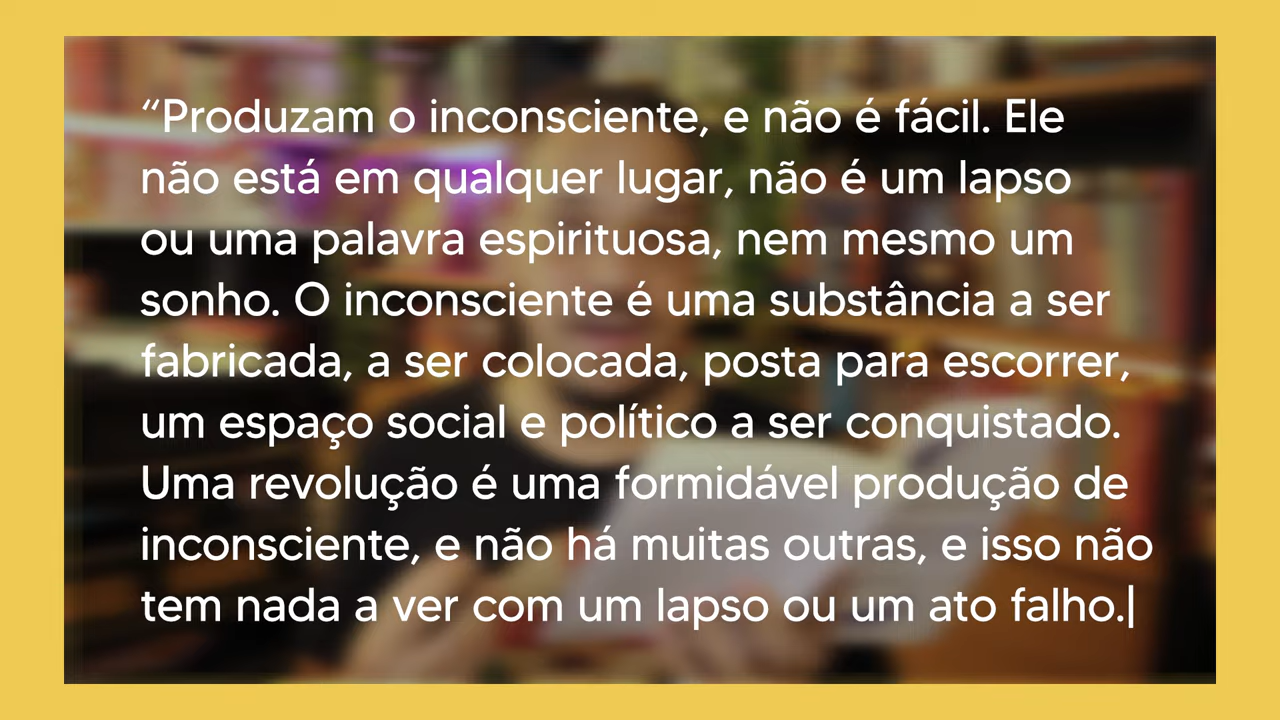 “Produzam o inconsciente, e não é fácil. Ele
não está em qualquer lugar, não é um lapso
ou uma palavra espirituosa, nem mesmo um
sonho. O inconsciente é uma substância a ser
fabricada, a ser colocada, posta para escorrer,
um espaço social e político a ser conquistado.
Uma revolução é uma formidável produção de
inconsciente, e não há muitas outras, e isso não
tem nada a ver com um lapso ou um ato falho.|